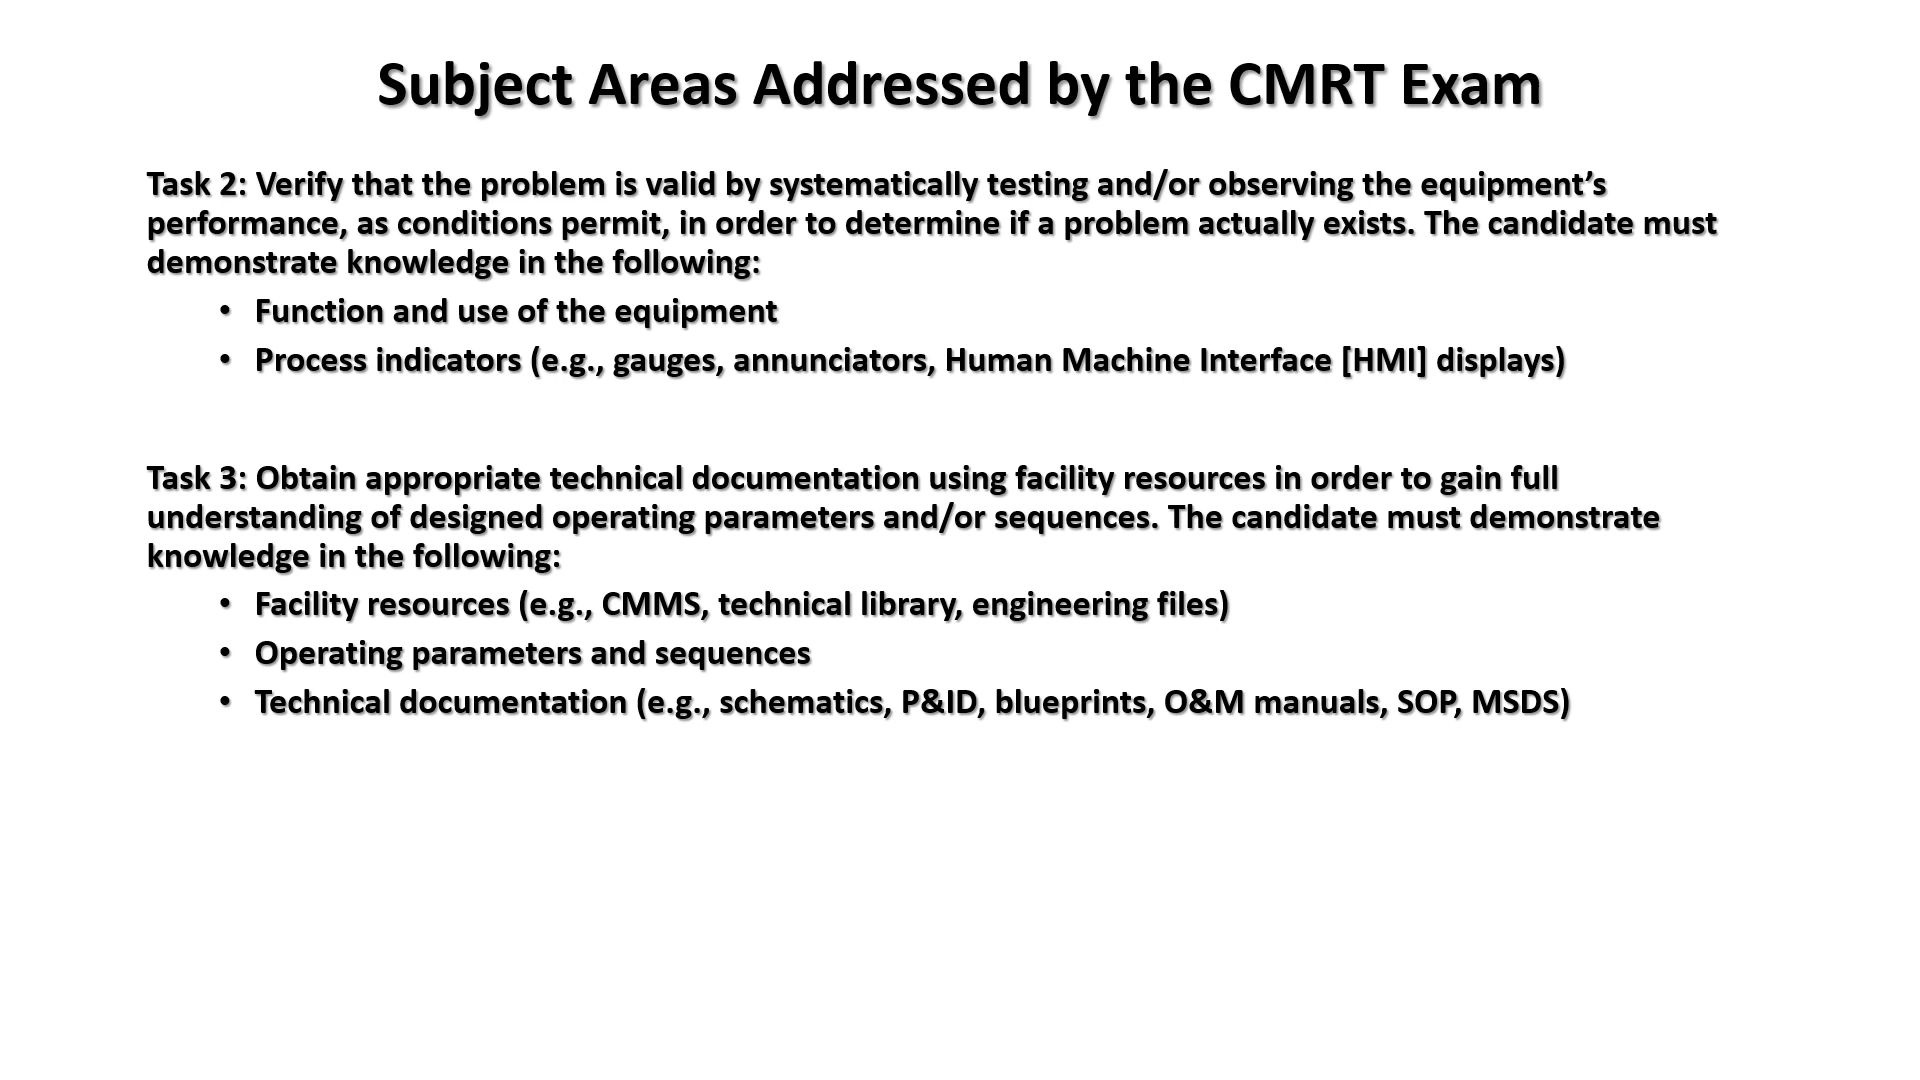 Subject Areas Addressed by the CMRT Exam
Task 2: Verify that the problem is valid by systematically testing and/or observing the equipment’s
performance, as conditions permit, in order to determine if a problem actually exists. The candidate must
demonstrate knowledge in the following:
• Function and use of the equipment
• Process indicators (e.g., gauges, annunciators, Human Machine Interface [HMI] displays)
Task 3: Obtain appropriate technical documentation using facility resources in order to gain full
understanding of designed operating parameters and/or sequences. The candidate must demonstrate
knowledge in the following:
• Facility resources (e.g., CMMS, technical library, engineering files)
• Operating parameters and sequences
• Technical documentation (e.g., schematics, P&ID, blueprints, O&M manuals, SOP, MSDS)